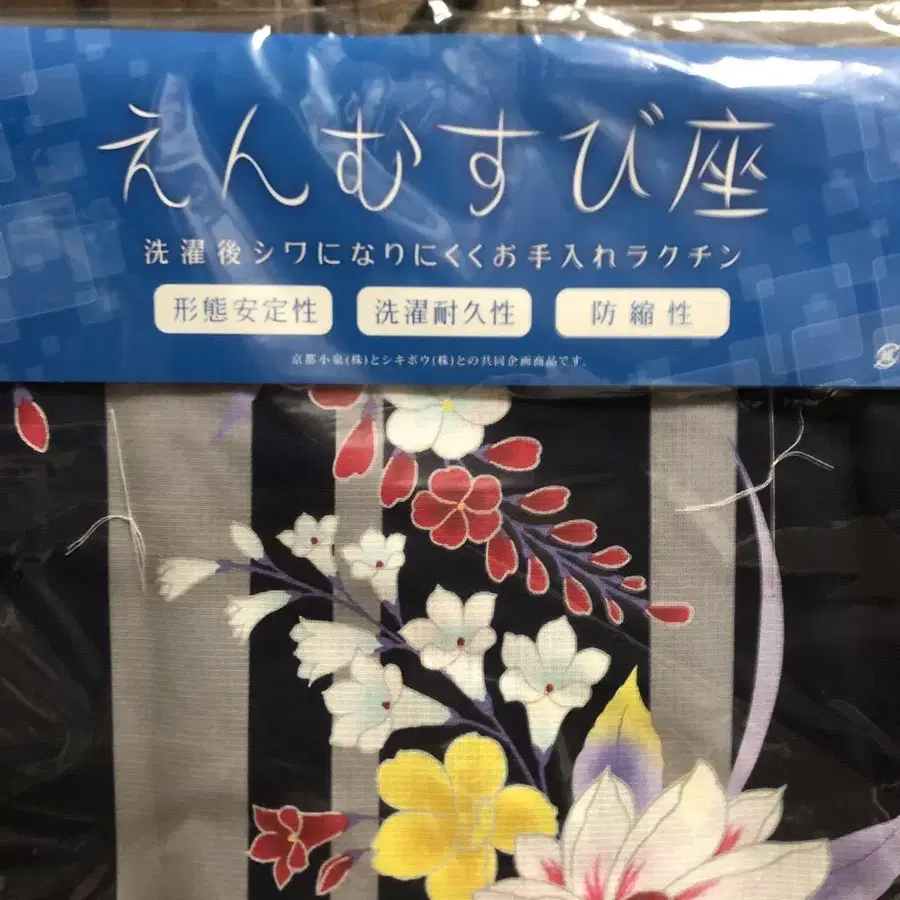 えんむすび座
洗濯後シワになりにくくお手入れラクチン
形態安定性 洗濯耐久性 防縮性
京都小泉(株)とシキボウ(株)との共同企画商品です。